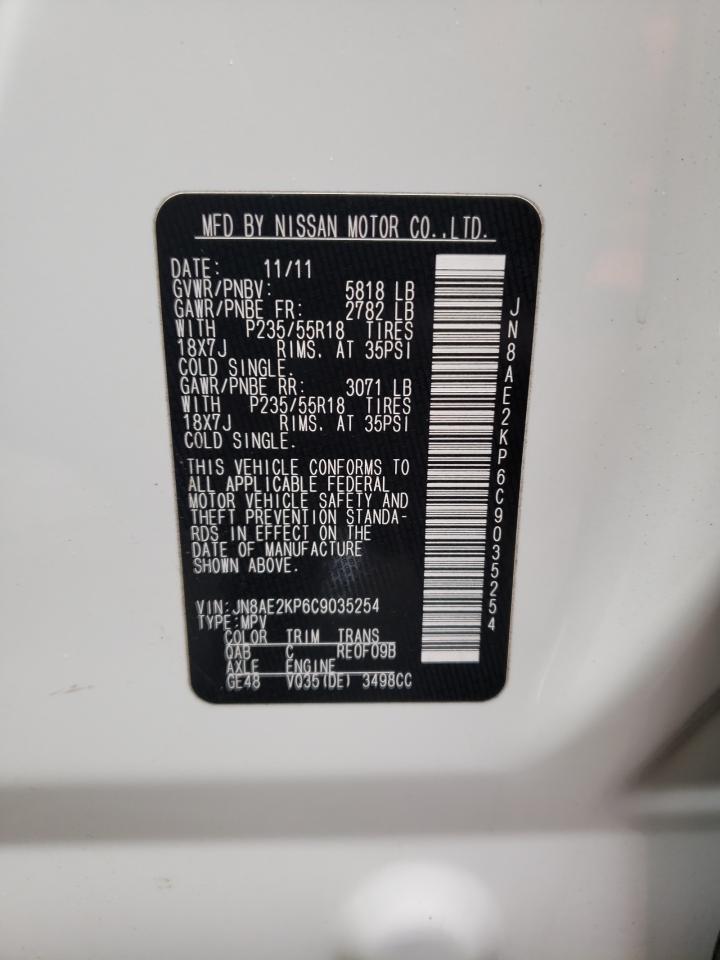 MFD BY NISSAN MOTOR CO.,LTD.
DATE: 11/11
GVWR/PNBV: 5818 LB
GAWR/PNBE FR: 2782 LB
WITH P235/55R18 TIRES
18X7J RIMS. AT 35PSI
COLD SINGLE.
GAWR/PNBE RR: 3071 LB
WITH P235/55R18 TIRES
18X7J RIMS. AT 35PSI
COLD SINGLE.
THIS VEHICLE CONFORMS TO
ALL APPLICABLE FEDERAL
MOTOR VEHICLE SAFETY AND
THEFT PREVENTION STANDA-
RDS IN EFFECT ON THE
DATE OF MANUFACTURE
SHOWN ABOVE.
VIN:JN8AE2KP6C9035254
TYPE:MPV
COLOR TRIM TRANS
QAB C RE0F09B
AXLE ENGINE
GE48 VQ35(DE) 3498CC
JN8AE2KP6C9035254